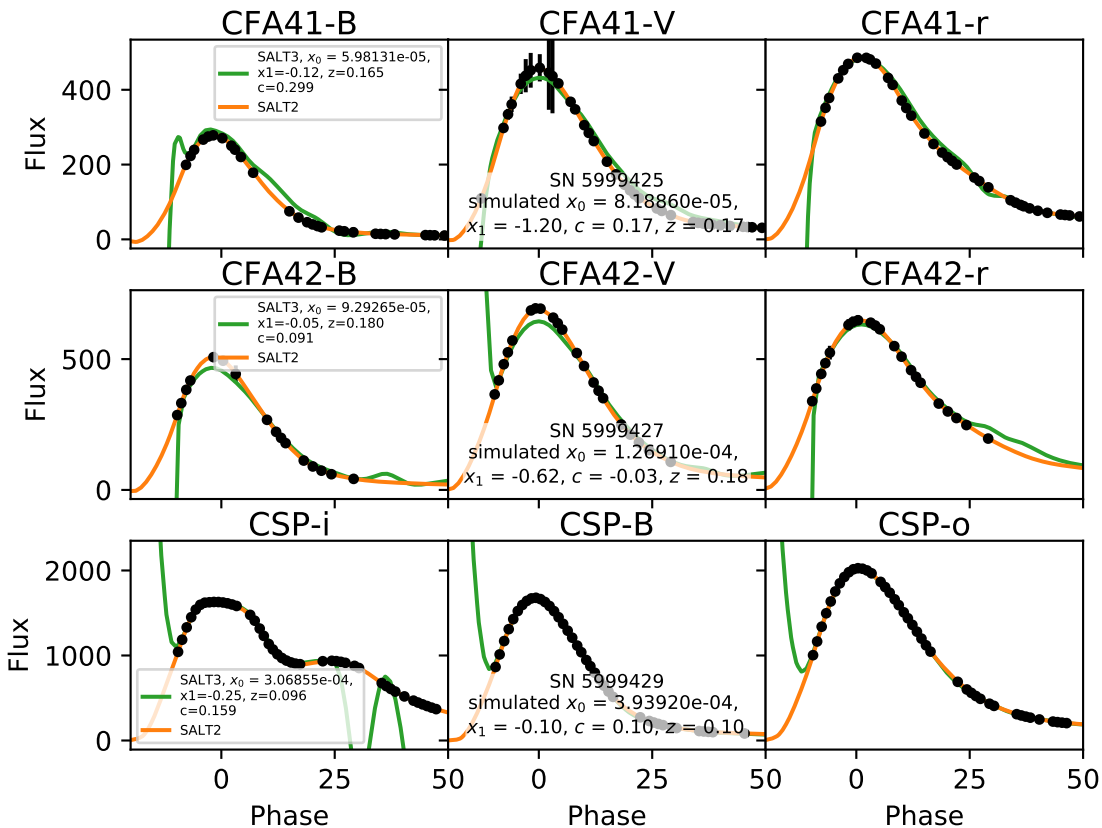 CFA41-B
CFA41-V
CFA41-r
400
200
0
Flux
SALT3, x0 = 5.98131e-05,
x1=-0.12, z=0.165
c=0.299
SALT2
SN 5999425
simulated x0 = 8.18860e-05,
x1 = -1.20, c = 0.17, z = 0.17
CFA42-B
CFA42-V
CFA42-r
500
0
Flux
SALT3, x0 = 9.29265e-05,
x1=-0.05, z=0.180
c=0.091
SALT2
SN 5999427
simulated x0 = 1.26910e-04,
x1 = -0.62, c = -0.03, z = 0.18
CSP-i
CSP-B
CSP-o
2000
1000
0
Flux
SALT3, x0 = 3.06855e-04,
x1=-0.25, z=0.096
c=0.159
SALT2
SN 5999429
simulated x0 = 3.93920e-04,
x1 = -0.10, c = 0.10, z = 0.10
0 25 50 0 25 50 0 25 50
Phase
Phase
Phase